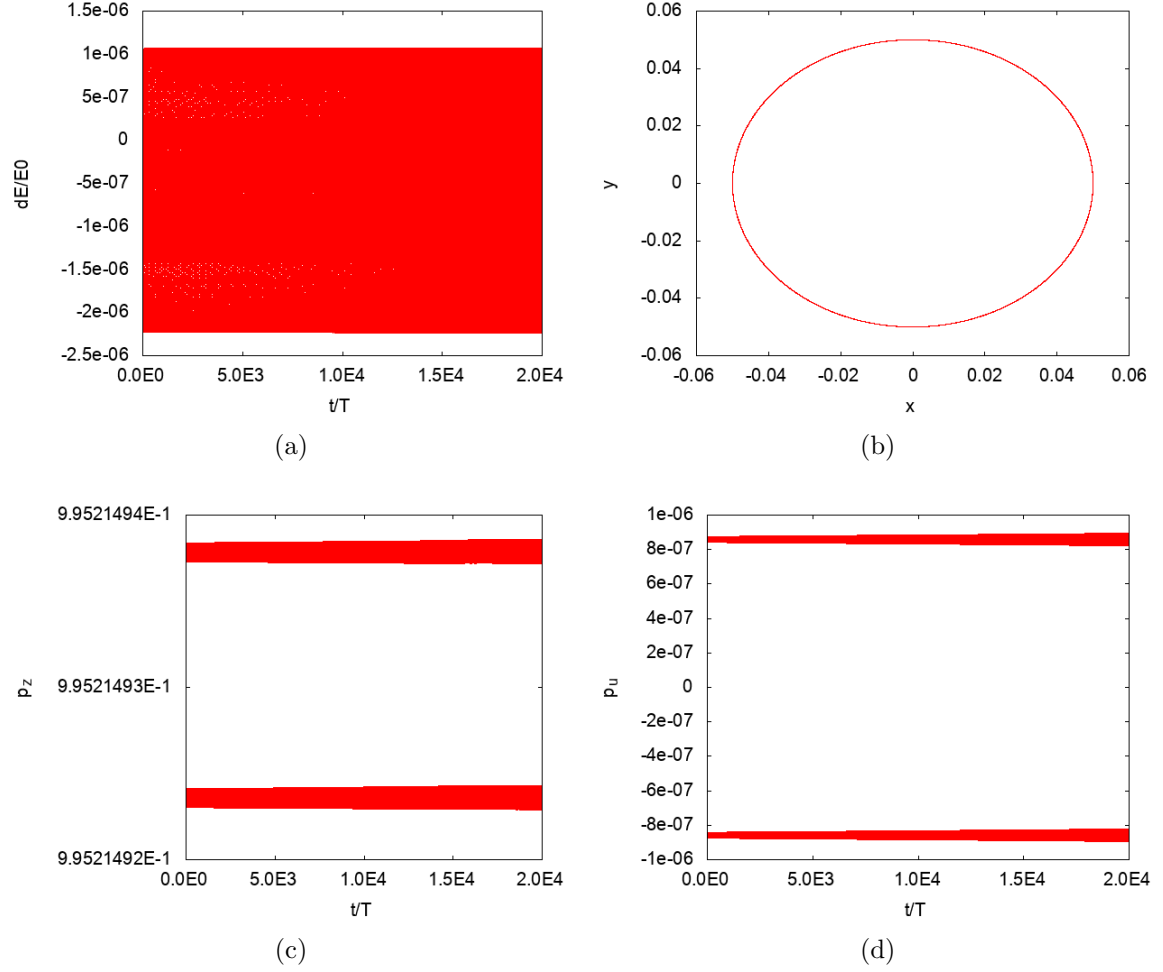 1.5e-06
1e-06
5e-07
0
-5e-07
-1e-06
-1.5e-06
-2e-06
-2.5e-06
dE/E0
0.0E0 5.0E3 1.0E4 1.5E4 2.0E4
t/T
(a)
0.06
0.04
0.02
0
-0.02
-0.04
-0.06
y
-0.06 -0.04 -0.02 0 0.02 0.04 0.06
x
(b)
9.9521494E-1
9.9521493E-1
9.9521492E-1
pz
0.0E0 5.0E3 1.0E4 1.5E4 2.0E4
t/T
(c)
1e-06
8e-07
6e-07
4e-07
2e-07
0
-2e-07
-4e-07
-6e-07
-8e-07
-1e-06
pu
0.0E0 5.0E3 1.0E4 1.5E4 2.0E4
t/T
(d)